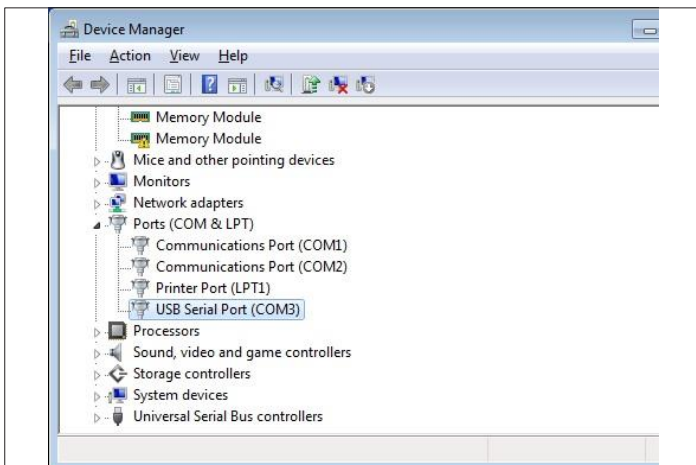 Device Manager
File Action View Help
Memory Module
Memory Module
Mice and other pointing devices
Monitors
Network adapters
Ports (COM & LPT)
Communications Port (COM1)
Communications Port (COM2)
Printer Port (LPT1)
USB Serial Port (COM3)
Processors
Sound, video and game controllers
Storage controllers
System devices
Universal Serial Bus controllers